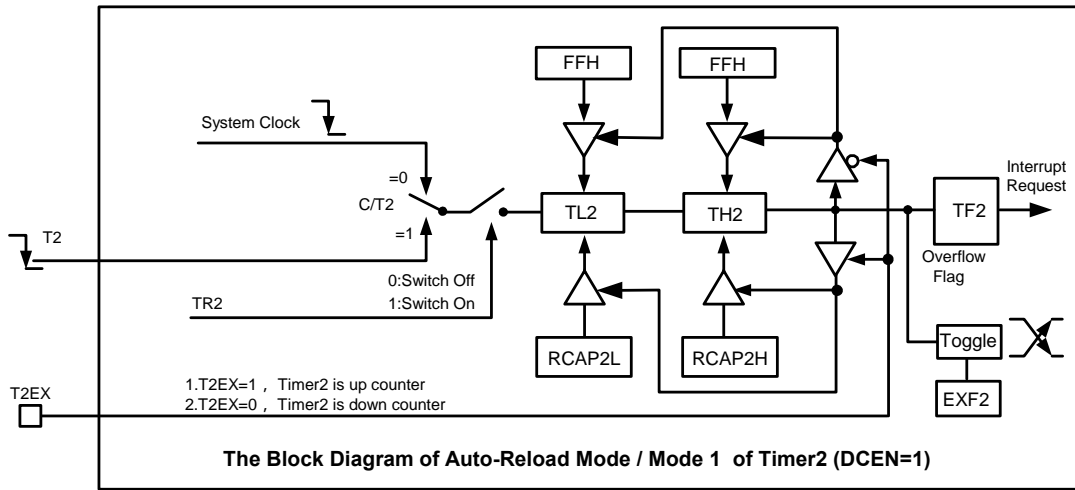 FFH
FFH
System Clock
=0
C/T2
=1
T2
TL2
TH2
TF2
Interrupt
Request
Overflow
Flag
0:Switch Off
1:Switch On
TR2
RCAP2L
RCAP2H
Toggle
EXF2
T2EX
1.T2EX=1 , Timer2 is up counter
2.T2EX=0 , Timer2 is down counter
The Block Diagram of Auto-Reload Mode / Mode 1 of Timer2 (DCEN=1)